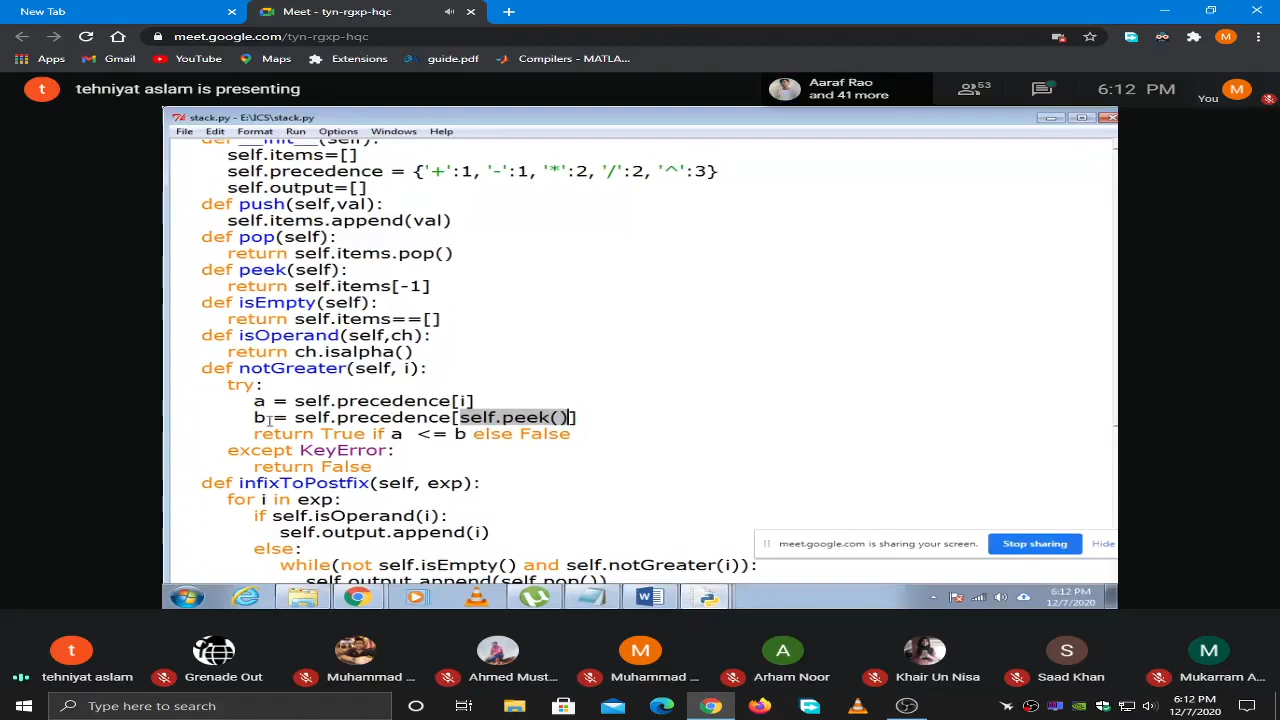 New Tab
Meet - tyn-rgxp-hqc
meet.google.com/tyn-rgxp-hqc
Apps Gmail YouTube Maps Extensions guide.pdf Compilers - MATLA...
t tehniyat aslam is presenting
Aaraf Rao
and 41 more
53
6:12 PM
You M
stack.py - E:\ICS\stack.py
File Edit Format Run Options Windows Help
def __init__(self):
self.items=[]
self.precedence = {'+':1, '-':1, '*':2, '/':2, '^':3}
self.output=[]
def push(self,val):
self.items.append(val)
def pop(self):
return self.items.pop()
def peek(self):
return self.items[-1]
def isEmpty(self):
return self.items==[]
def isOperand(self,ch):
return ch.isalpha()
def notGreater(self, i):
try:
a = self.precedence[i]
b= self.precedence[self.peek()]
return True if a <= b else False
except KeyError:
return False
def infixToPostfix(self, exp):
for i in exp:
if self.isOperand(i):
self.output.append(i)
else:
while(not self.isEmpty() and self.notGreater(i)):
self.output.append(self.pop())
meet.google.com is sharing your screen. Stop sharing Hide
6:12 PM
12/7/2020
t M A S M
tehniyat aslam
Grenade Out
Muhammad ...
Ahmed Must...
Muhammad ...
Arham Noor
Khair Un Nisa
Saad Khan
Mukarram A...
Type here to search
6:12 PM
12/7/2020